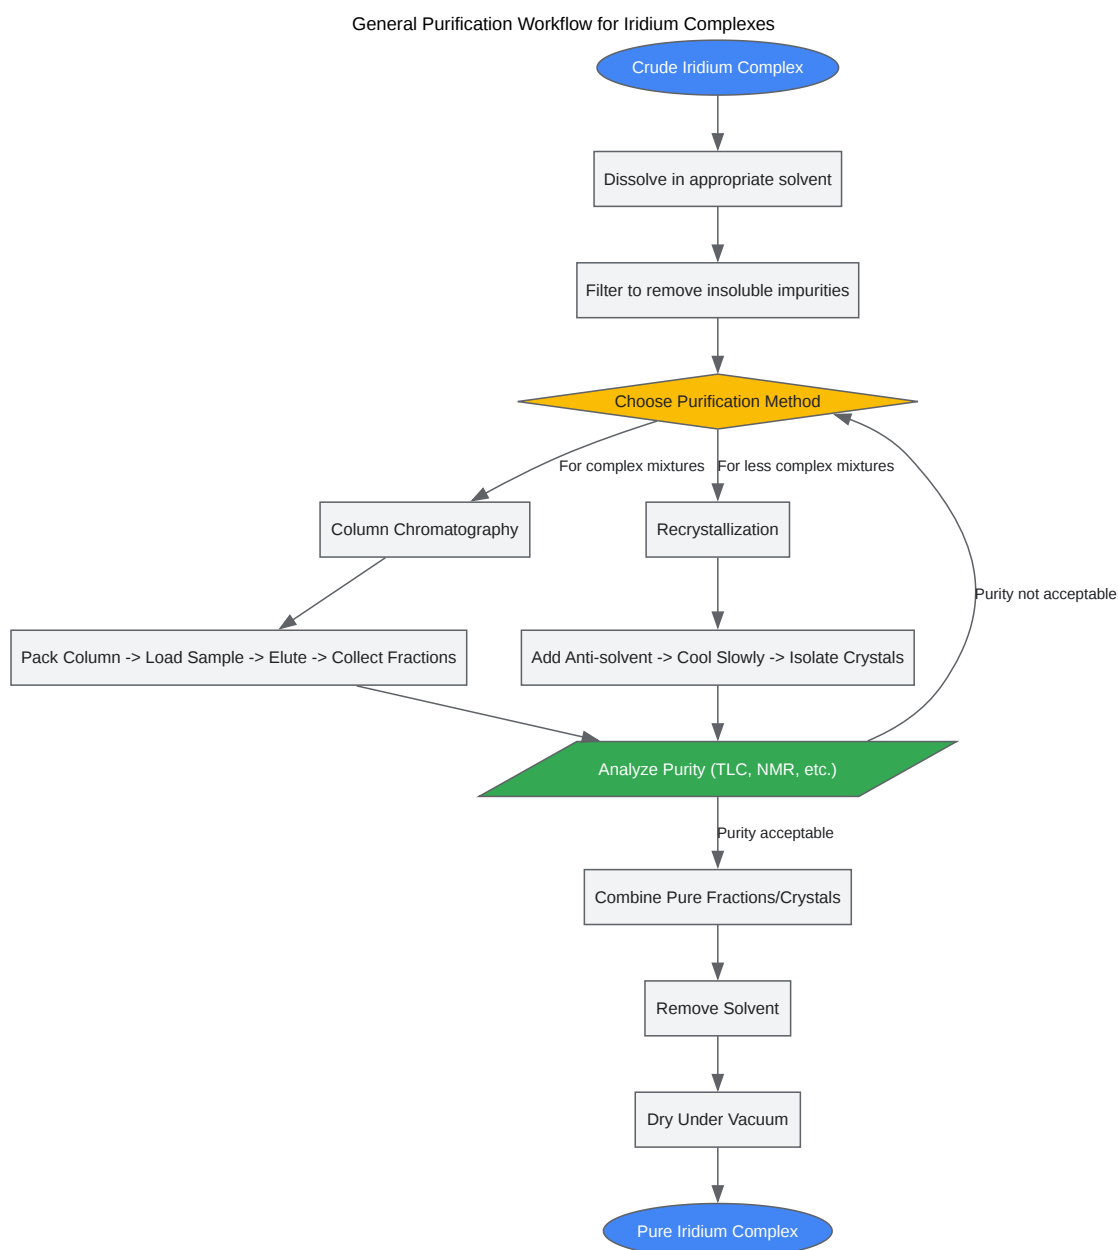 General Purification Workflow for Iridium Complexes
Crude Iridium Complex
Dissolve in appropriate solvent
Filter to remove insoluble impurities
Choose Purification Method
For complex mixtures
For less complex mixtures
Column Chromatography
Recrystallization
Purity not acceptable
Pack Column -> Load Sample -> Elute -> Collect Fractions
Add Anti-solvent -> Cool Slowly -> Isolate Crystals
Analyze Purity (TLC, NMR, etc.)
Purity acceptable
Combine Pure Fractions/Crystals
Remove Solvent
Dry Under Vacuum
Pure Iridium Complex